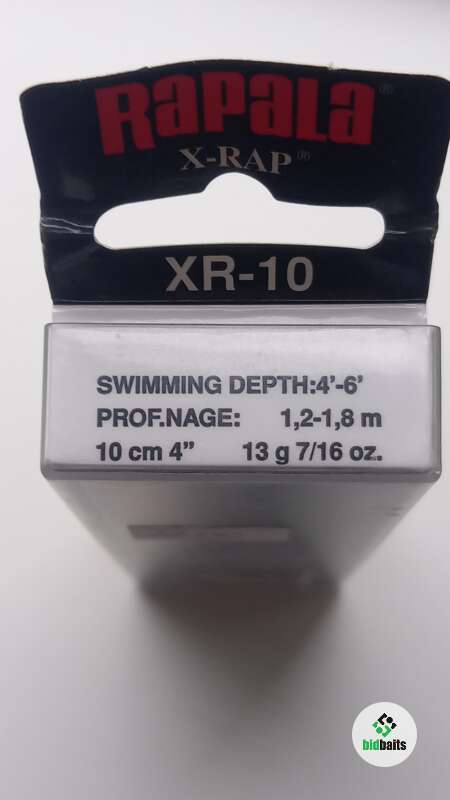 RapaLa®
X-RAP®
XR-10
SWIMMING DEPTH:4'-6'
PROF.NAGE: 1,2-1,8 m
10 cm 4" 13 g 7/16 oz.
bidbaits